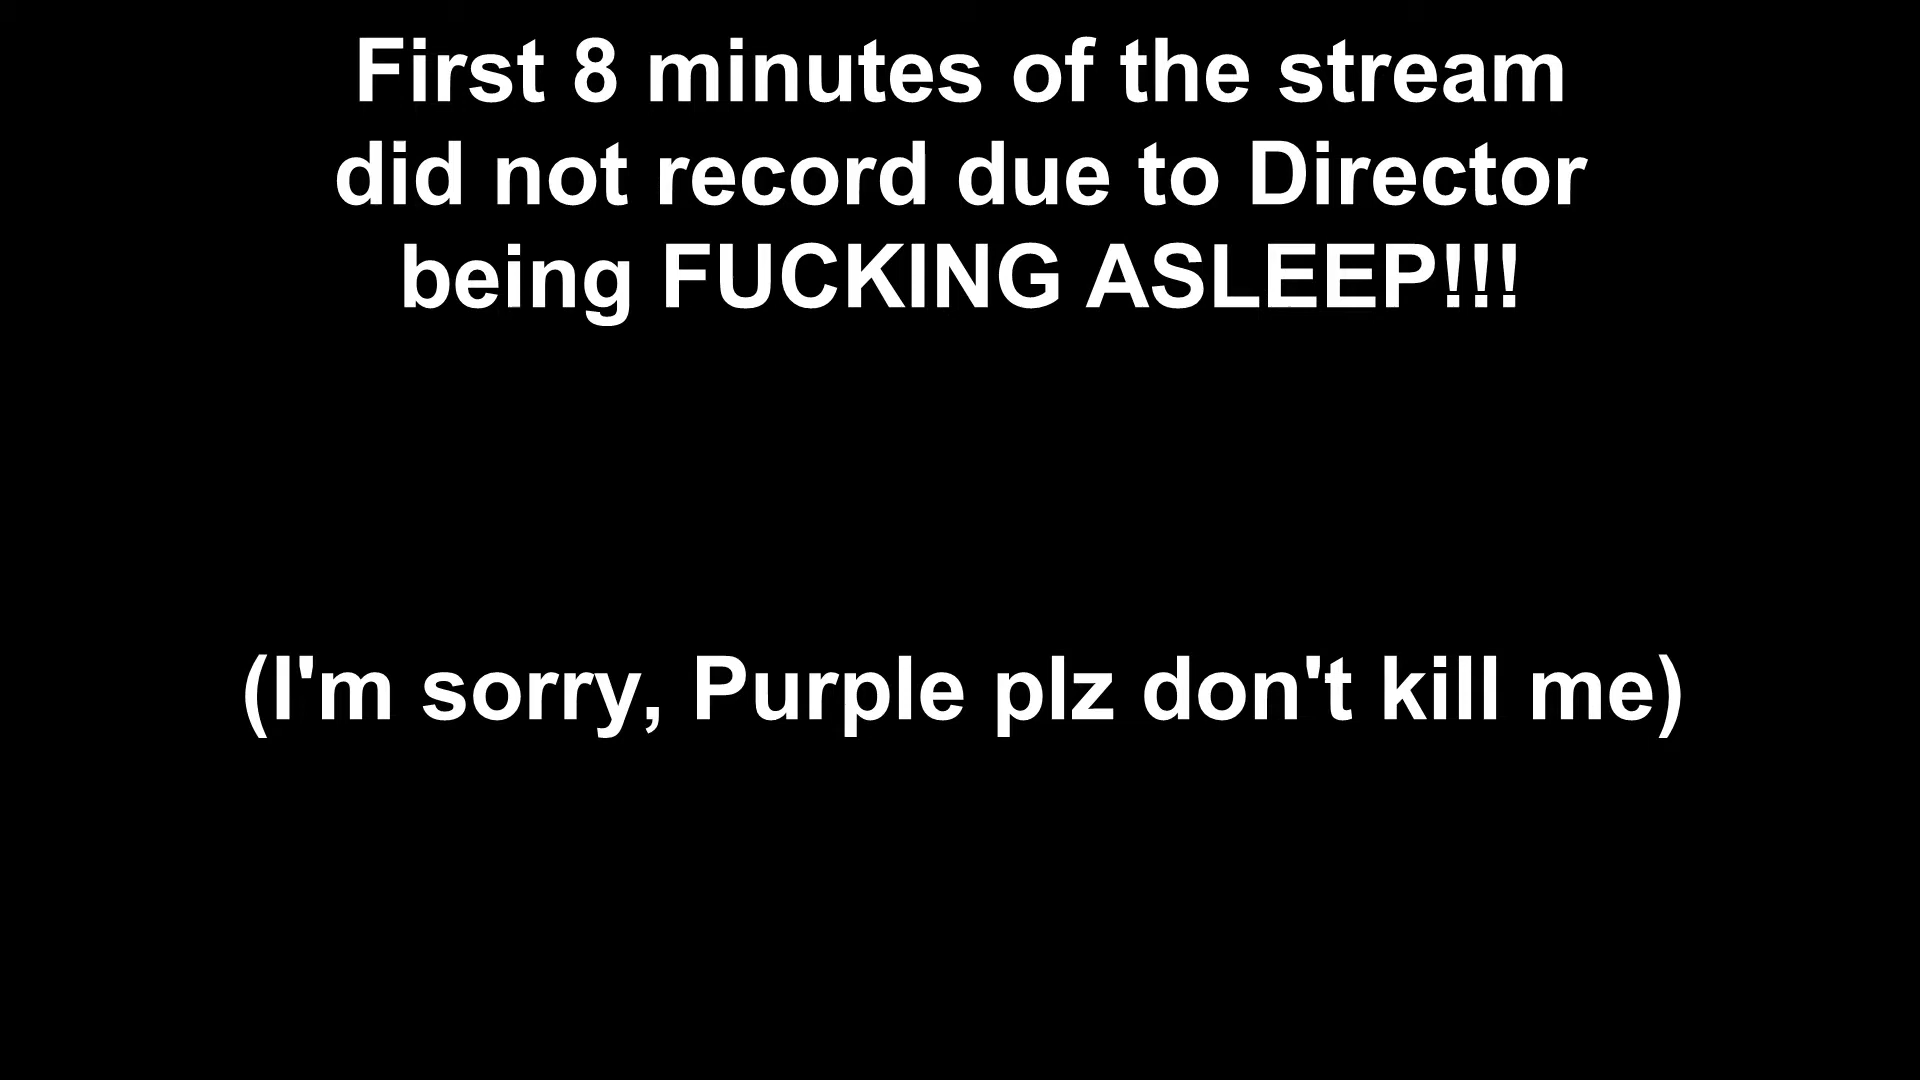 First 8 minutes of the stream
did not record due to Director
being FUCKING ASLEEP!!!
(I'm sorry, Purple plz don't kill me)